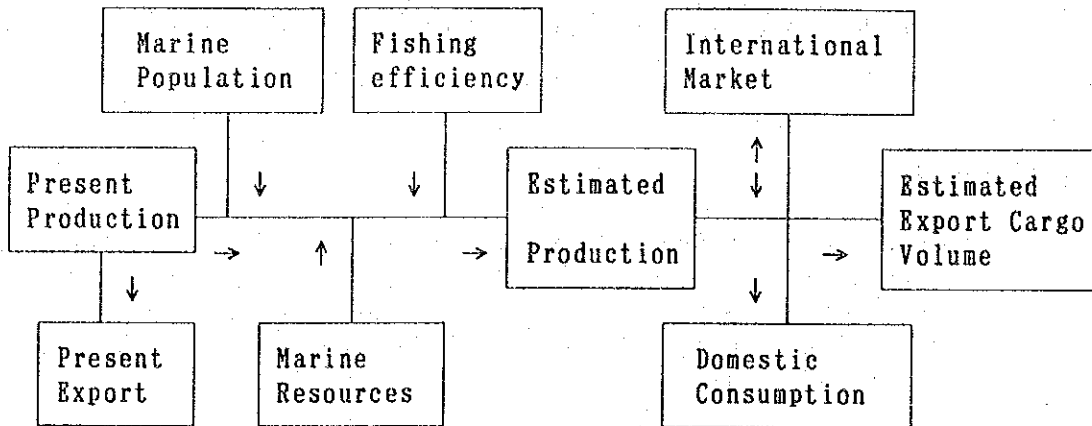 Marine
Population
Fishing
efficiency
International
Market
Present
Production
Estimated
Production
Estimated
Export Cargo
Volume
Present
Export
Marine
Resources
Domestic
Consumption